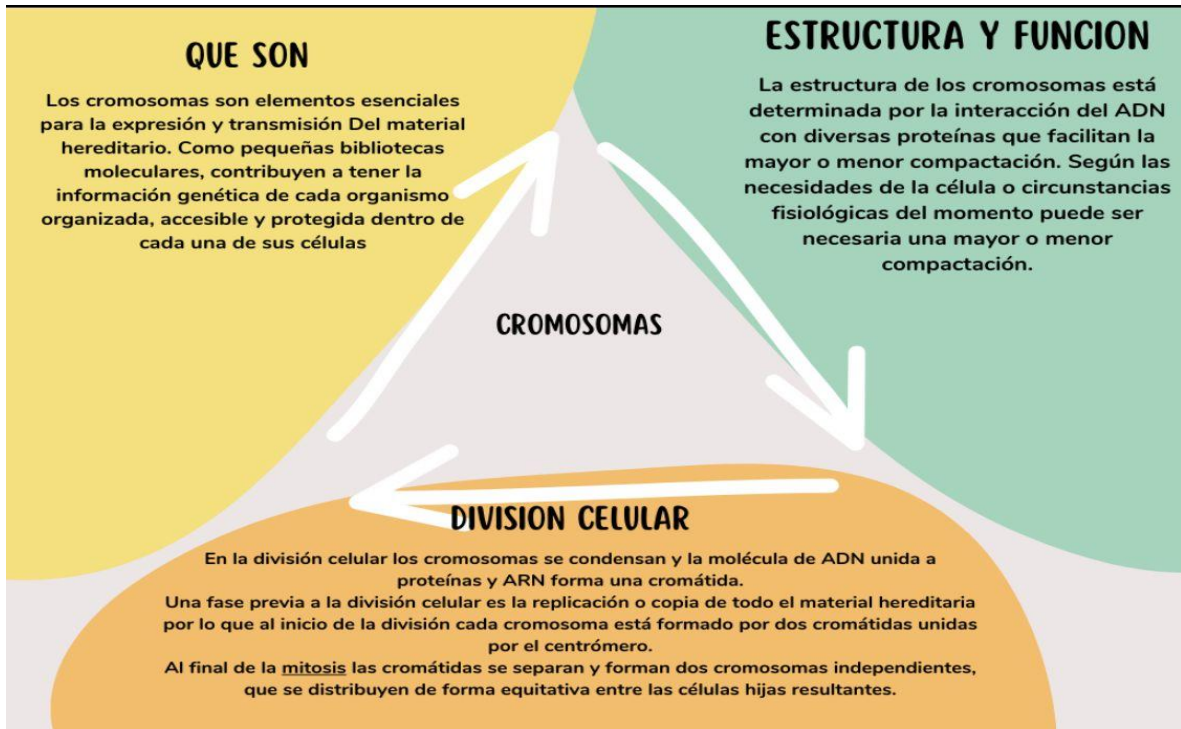 QUE SON
Los cromosomas son elementos esenciales
para la expresión y transmisión Del material
hereditario. Como pequeñas bibliotecas
moleculares, contribuyen a tener la
información genética de cada organismo
organizada, accesible y protegida dentro de
cada una de sus células
ESTRUCTURA Y FUNCION
La estructura de los cromosomas está
determinada por la interacción del ADN
con diversas proteínas que facilitan la
mayor o menor compactación. Según las
necesidades de la célula o circunstancias
fisiológicas del momento puede ser
necesaria una mayor o menor
compactación.
CROMOSOMAS
DIVISION CELULAR
En la división celular los cromosomas se condensan y la molécula de ADN unida a
proteínas y ARN forma una cromátida.
Una fase previa a la división celular es la replicación o copia de todo el material hereditaria
por lo que al inicio de la división cada cromosoma está formado por dos cromátidas unidas
por el centrómero.
Al final de la mitosis las cromátidas se separan y forman dos cromosomas independientes,
que se distribuyen de forma equitativa entre las células hijas resultantes.